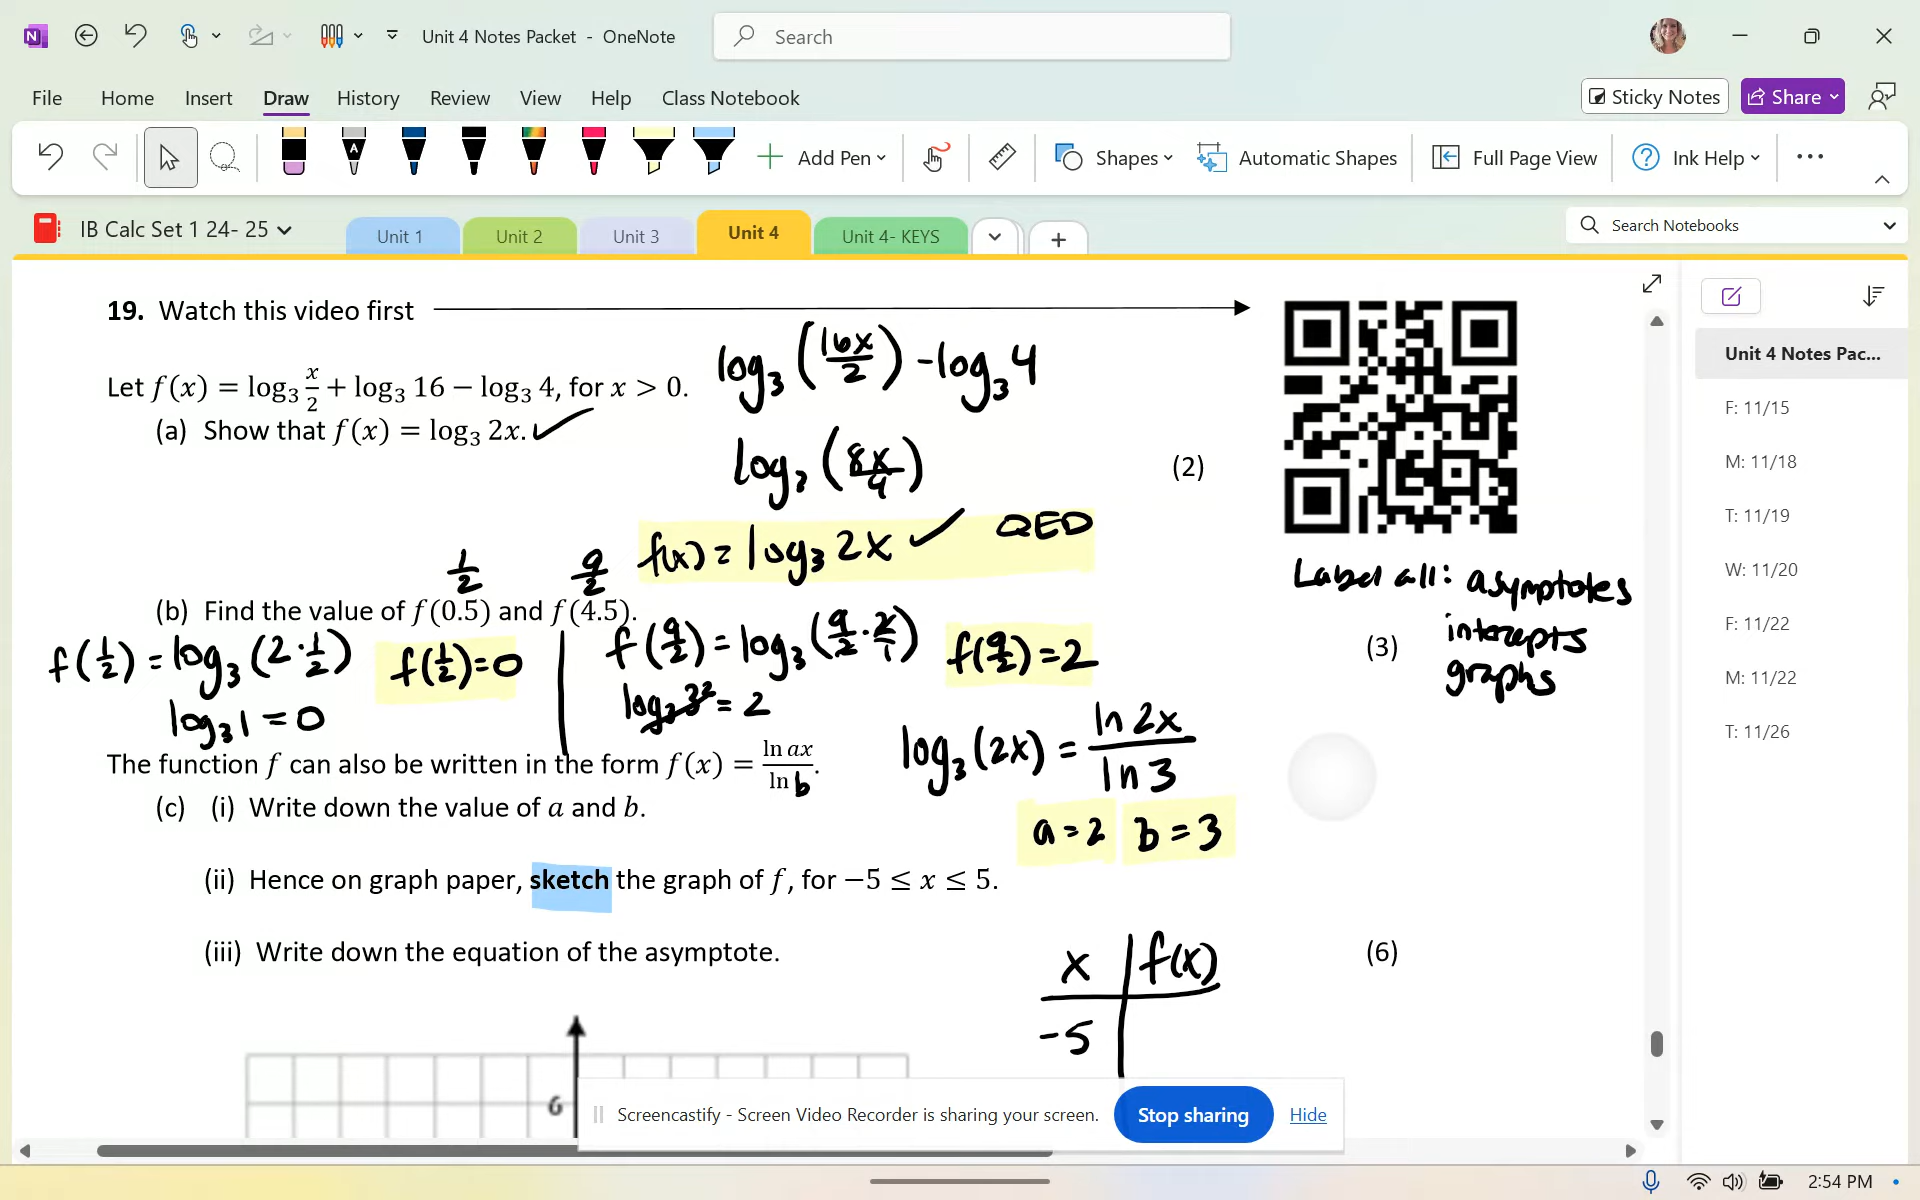 Unit 4 Notes Packet - OneNote
Search
File Home Insert Draw History Review View Help Class Notebook
Sticky Notes Share
Add Pen Shapes Automatic Shapes Full Page View Ink Help
IB Calc Set 1 24- 25
Unit 1 Unit 2 Unit 3 Unit 4 Unit 4- KEYS
Search Notebooks
19. Watch this video first
log₃ (16x/2) - log₃ 4
Let f(x) = log₃ x/2 + log₃ 16 − log₃ 4, for x > 0.
(a) Show that f(x) = log₃ 2x. ✓
log₃ (8x/4)
(2)
f(x) = log₃ 2x ✓ QED
1/2 9/2
(b) Find the value of f(0.5) and f(4.5).
Label all: asymptotes
intercepts
graphs
(3)
f(1/2) = log₃ (2 · 1/2) f(1/2) = 0
log₃ 1 = 0
f(9/2) = log₃ (9/2 · 2/1) f(9/2) = 2
log₃ 3² = 2
The function f can also be written in the form f(x) = ln ax / ln b.
log₃ (2x) = ln 2x / ln 3
(c) (i) Write down the value of a and b.
a = 2 b = 3
(ii) Hence on graph paper, sketch the graph of f, for −5 ≤ x ≤ 5.
(iii) Write down the equation of the asymptote.
(6)
x f(x)
-5
6
Screencastify - Screen Video Recorder is sharing your screen. Stop sharing Hide
Unit 4 Notes Pac...
F: 11/15
M: 11/18
T: 11/19
W: 11/20
F: 11/22
M: 11/22
T: 11/26
2:54 PM